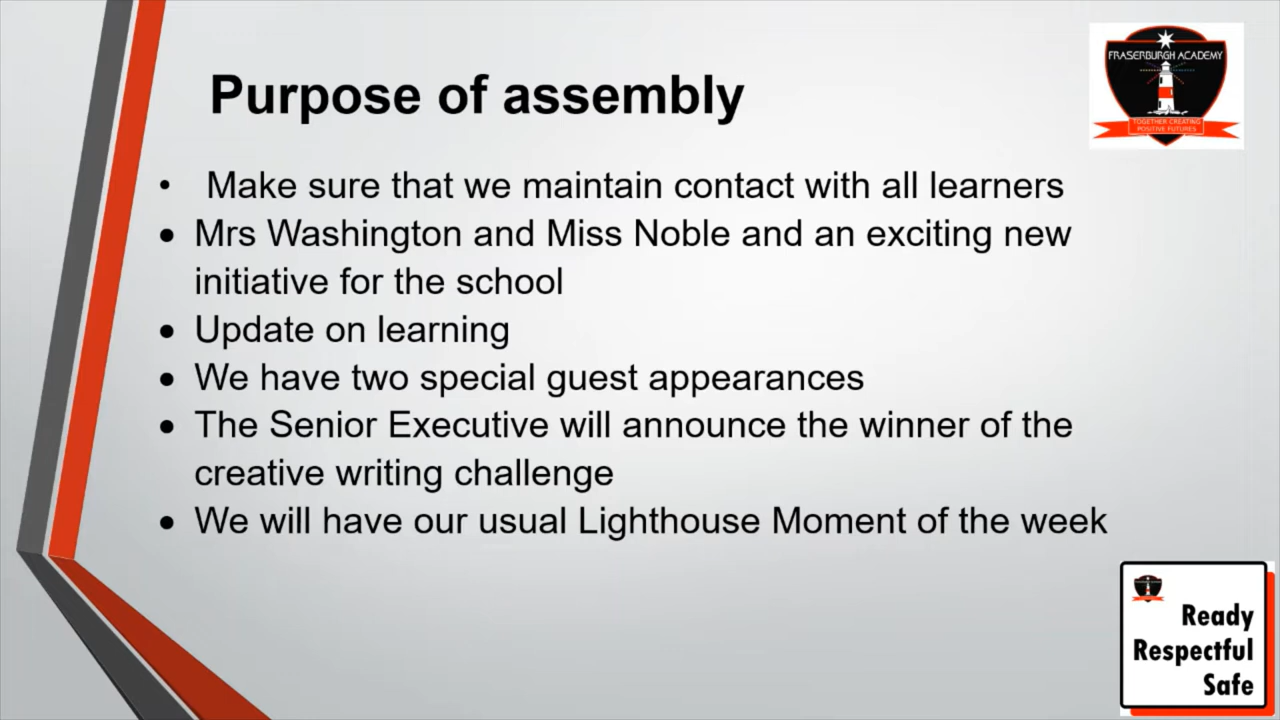 Purpose of assembly
FRASERBURGH ACADEMY
TOGETHER CREATING
POSITIVE FUTURES
• Make sure that we maintain contact with all learners
• Mrs Washington and Miss Noble and an exciting new
initiative for the school
• Update on learning
• We have two special guest appearances
• The Senior Executive will announce the winner of the
creative writing challenge
• We will have our usual Lighthouse Moment of the week
Ready
Respectful
Safe